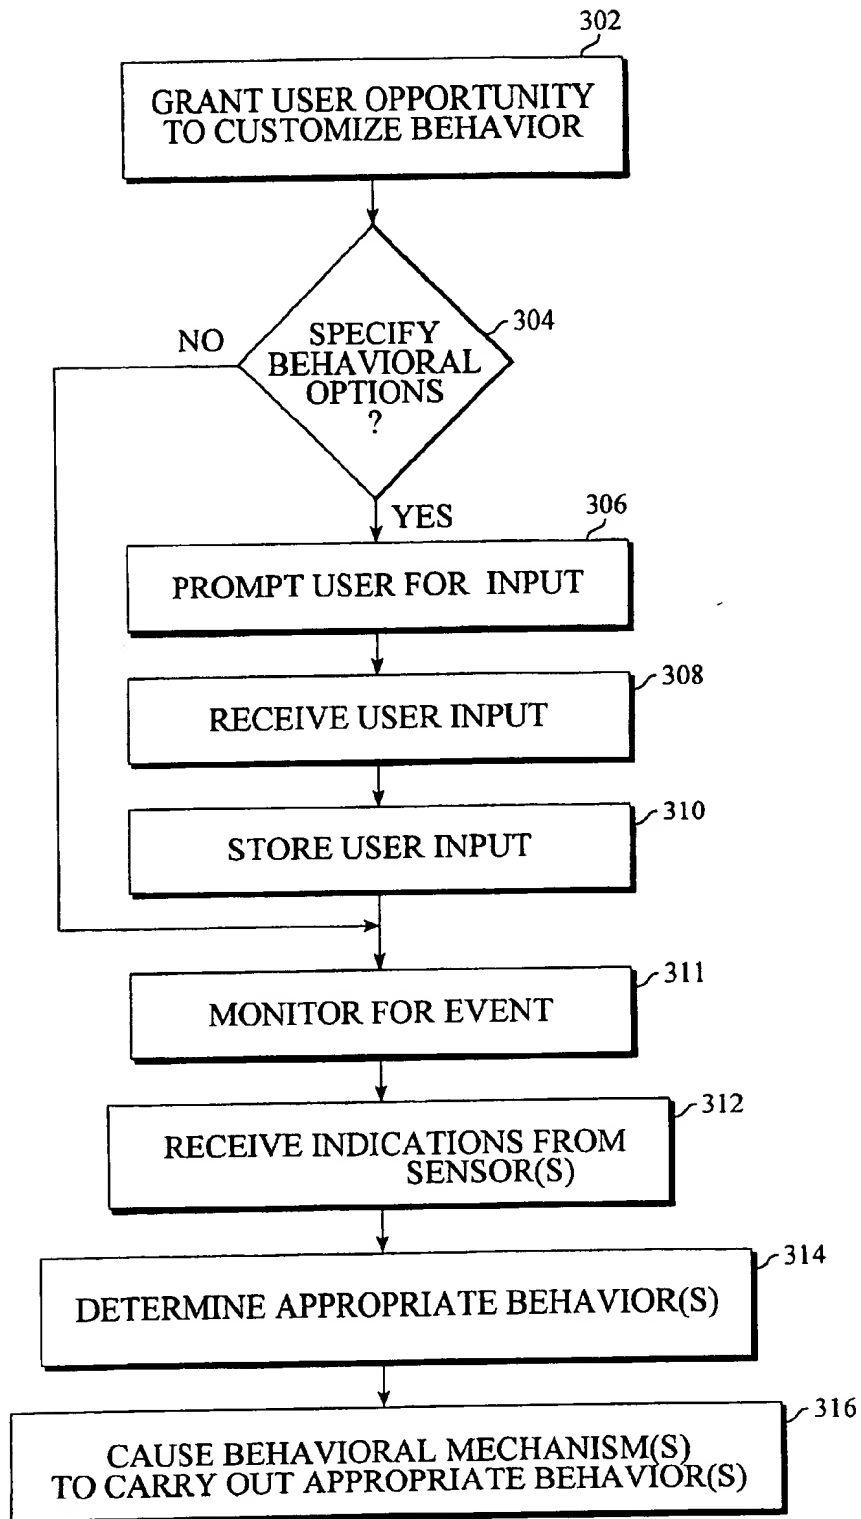 302
GRANT USER OPPORTUNITY
TO CUSTOMIZE BEHAVIOR
304
NO
SPECIFY
BEHAVIORAL
OPTIONS
?
YES
306
PROMPT USER FOR INPUT
308
RECEIVE USER INPUT
310
STORE USER INPUT
311
MONITOR FOR EVENT
312
RECEIVE INDICATIONS FROM
SENSOR(S)
314
DETERMINE APPROPRIATE BEHAVIOR(S)
316
CAUSE BEHAVIORAL MECHANISM(S)
TO CARRY OUT APPROPRIATE BEHAVIOR(S)